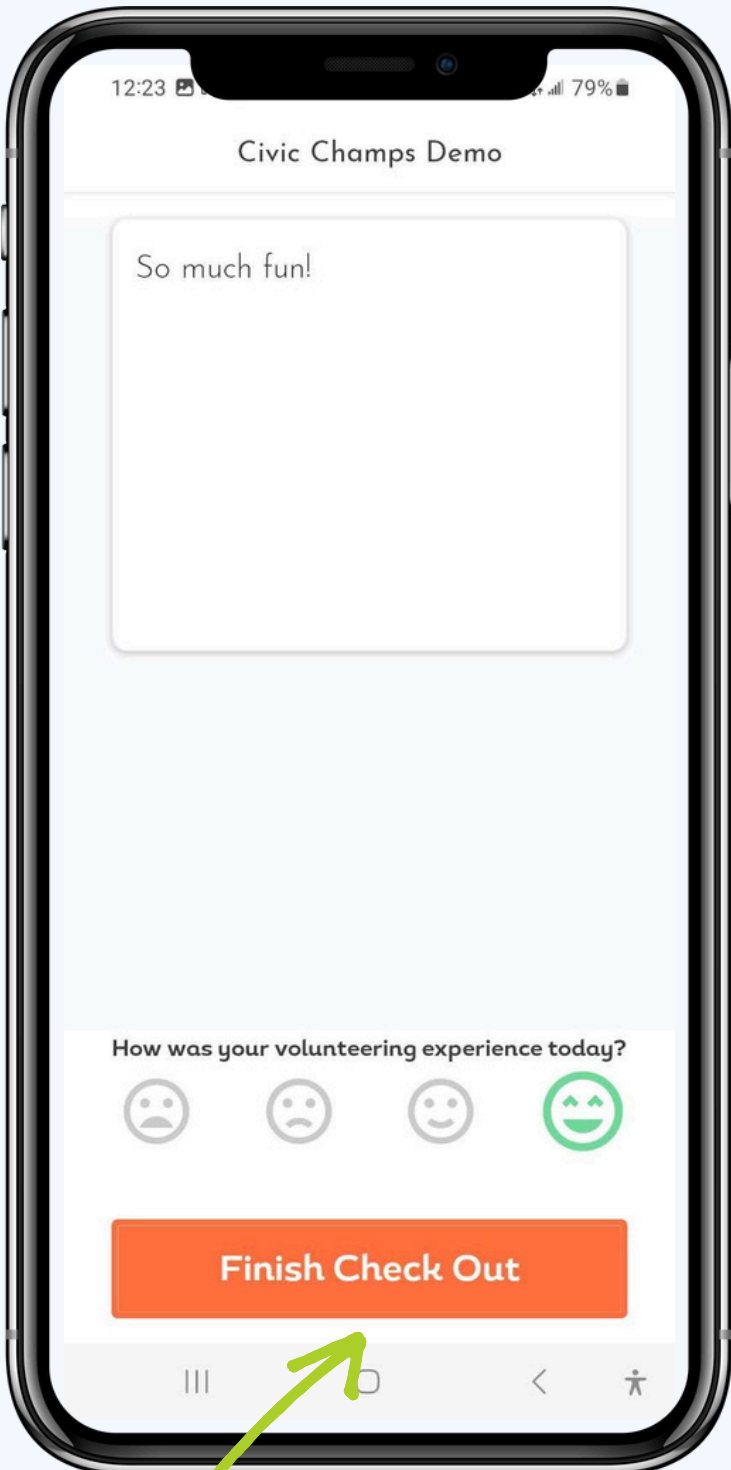 12:23 79%
Civic Champs Demo
So much fun!
How was your volunteering experience today?
Finish Check Out